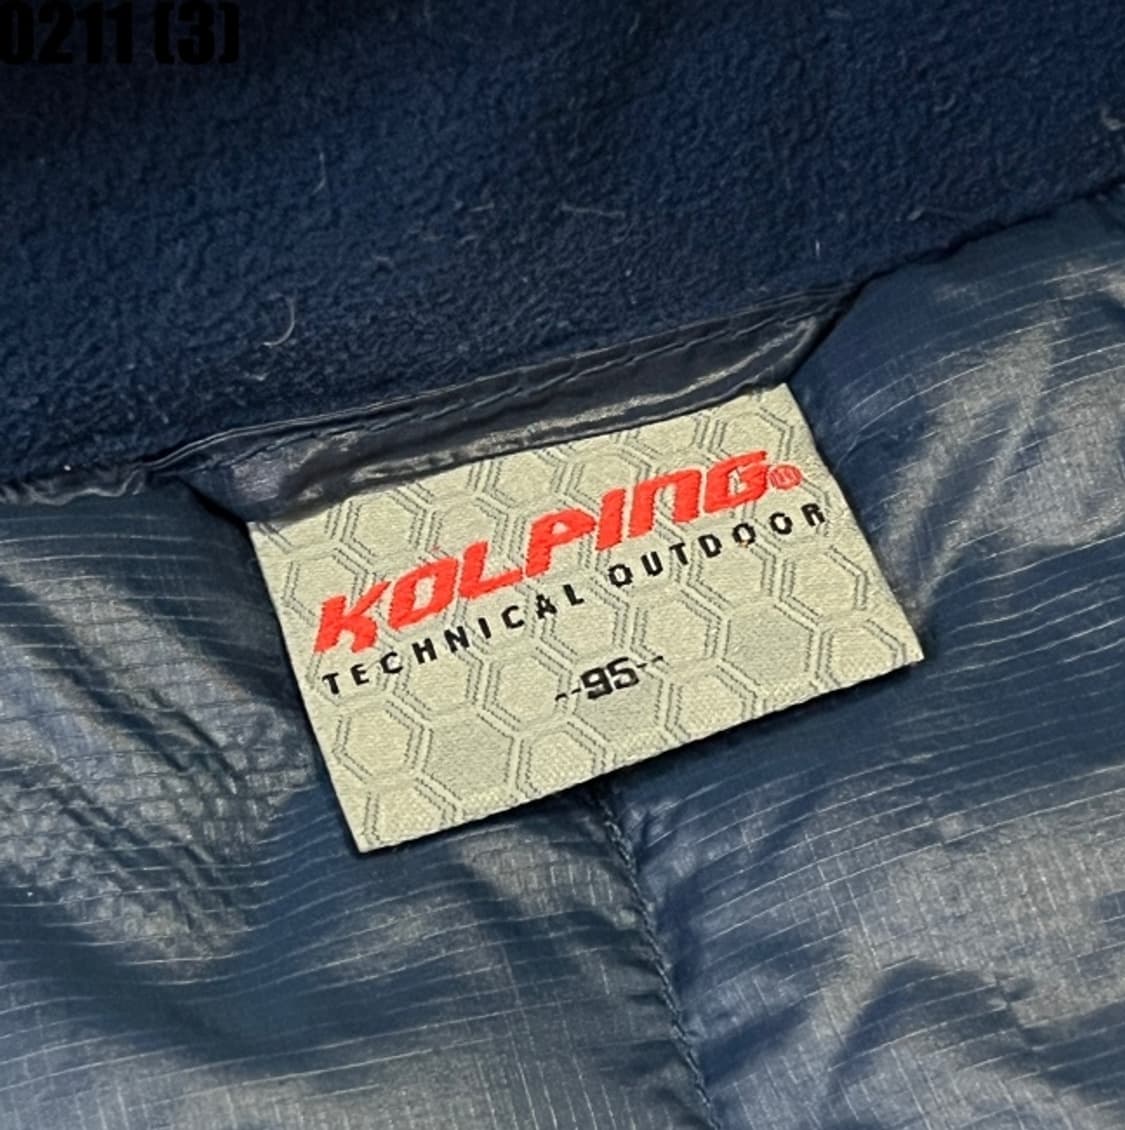 0211 (3)
KOLPING®
TECHNICAL OUTDOOR
--95--